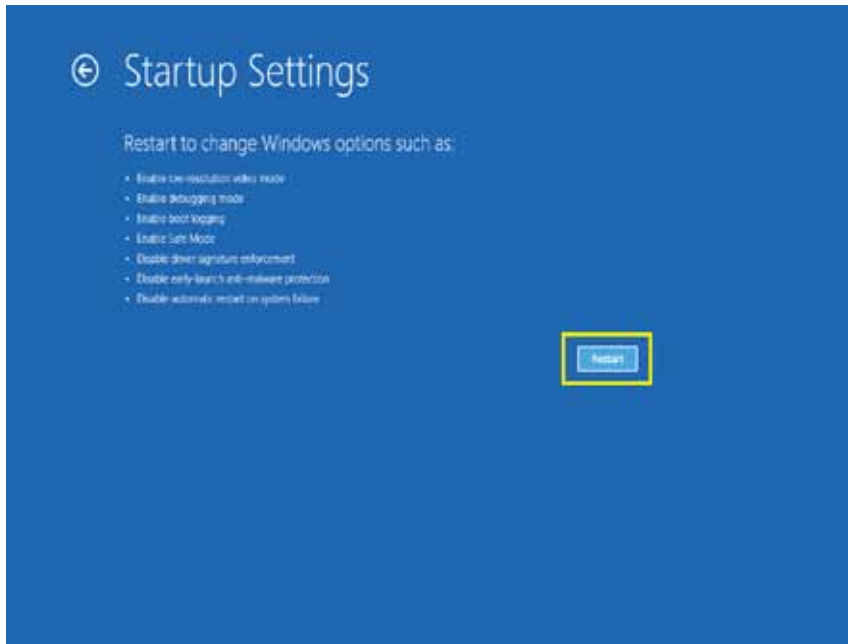 Startup Settings
Restart to change Windows options such as:
• Enable low-resolution video mode
• Enable debugging mode
• Enable boot logging
• Enable Safe Mode
• Disable driver signature enforcement
• Disable early-launch anti-malware protection
• Disable automatic restart on system failure
Restart